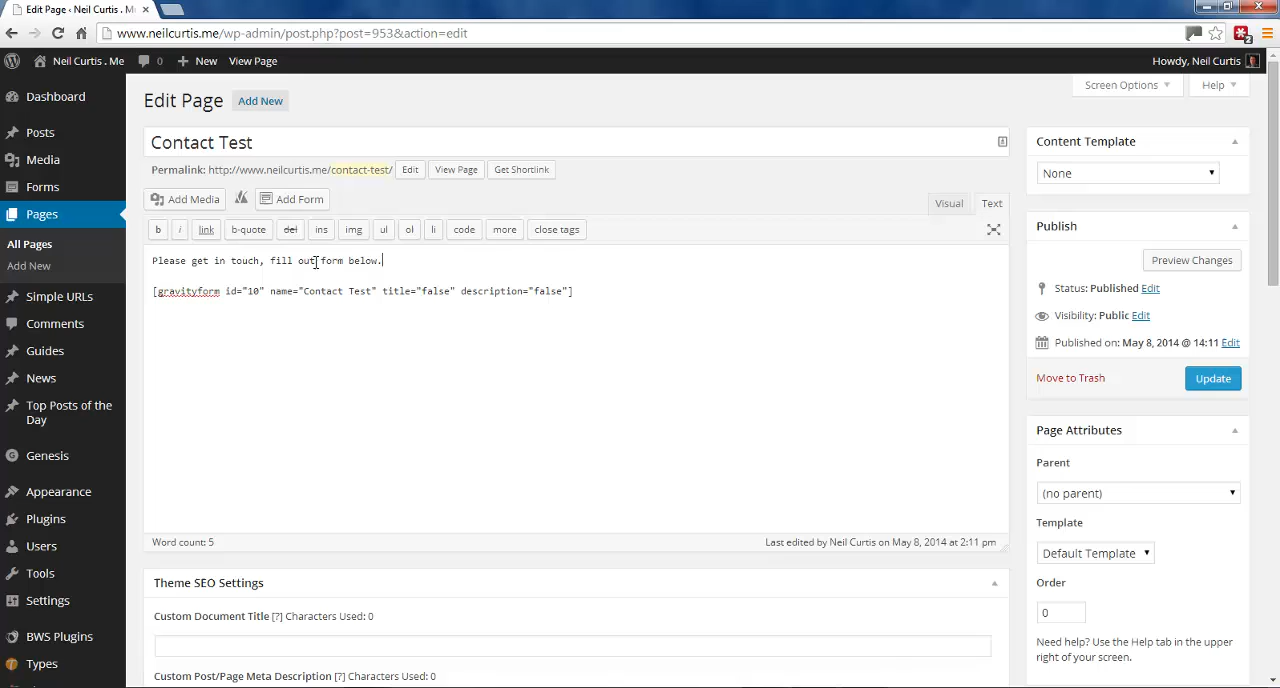 Edit Page ‹ Neil Curtis . M
www.neilcurtis.me/wp-admin/post.php?post=953&action=edit
2
Neil Curtis . Me
0
New
View Page
Howdy, Neil Curtis
Screen Options
Help
Dashboard
Posts
Media
Forms
Pages
All Pages
Add New
Simple URLs
Comments
Guides
News
Top Posts of the
Day
Genesis
Appearance
Plugins
Users
Tools
Settings
BWS Plugins
Types
Edit Page
Add New
Contact Test
Permalink: http://www.neilcurtis.me/contact-test/
Edit
View Page
Get Shortlink
Add Media
Add Form
Visual
Text
b
i
link
b-quote
del
ins
img
ul
ol
li
code
more
close tags
Please get in touch, fill out form below.
[gravityform id="10" name="Contact Test" title="false" description="false"]
Word count: 5
Last edited by Neil Curtis on May 8, 2014 at 2:11 pm
Theme SEO Settings
Custom Document Title [?] Characters Used: 0
Custom Post/Page Meta Description [?] Characters Used: 0
Content Template
None
Publish
Preview Changes
Status: Published Edit
Visibility: Public Edit
Published on: May 8, 2014 @ 14:11 Edit
Move to Trash
Update
Page Attributes
Parent
(no parent)
Template
Default Template
Order
0
Need help? Use the Help tab in the upper
right of your screen.